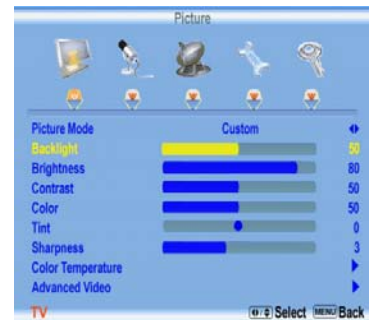 Picture
Picture Mode Custom
Backlight 50
Brightness 80
Contrast 50
Color 50
Tint 0
Sharpness 3
Color Temperature
Advanced Video
TV Select MENU Back